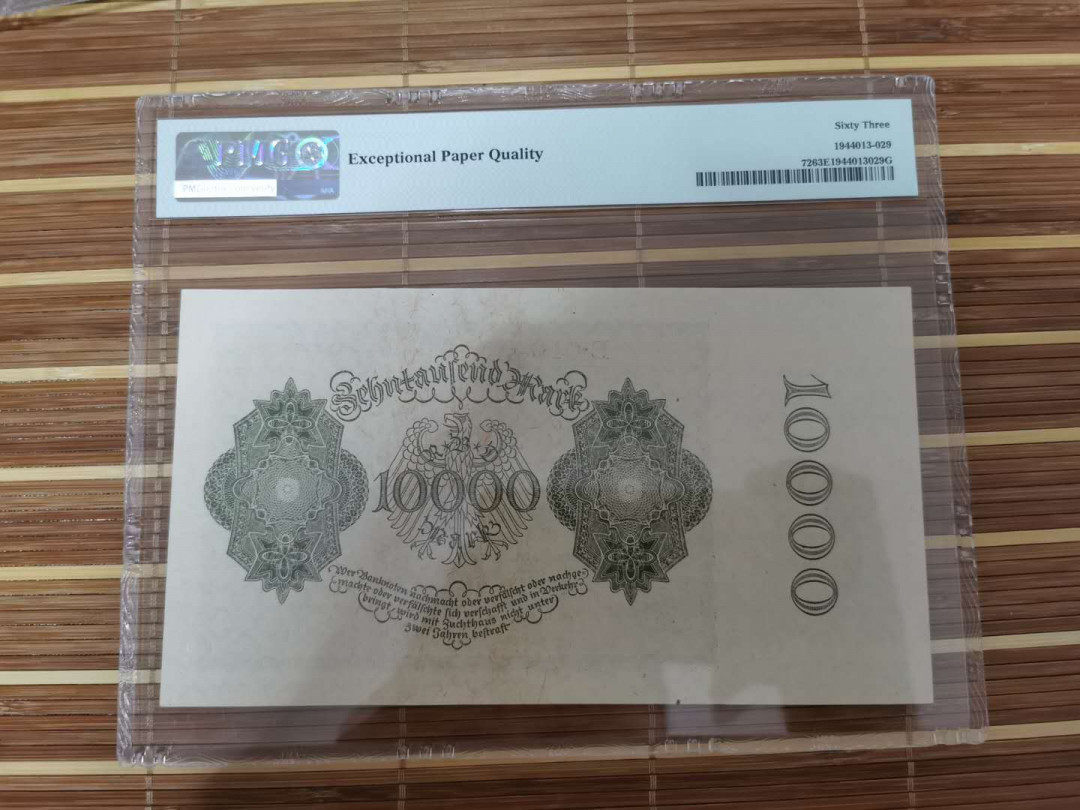 PMG
Exceptional Paper Quality
Sixty Three
1944013-029
7263E1944013029G
Zehntausend Mark
10000
Mark
Wer Banknoten nachmacht oder verfälscht oder nachge-
machte oder verfälschte sich verschafft und in Verkehr
bringt, wird mit Zuchthaus nicht unter
Zwei Jahren bestraft
10000